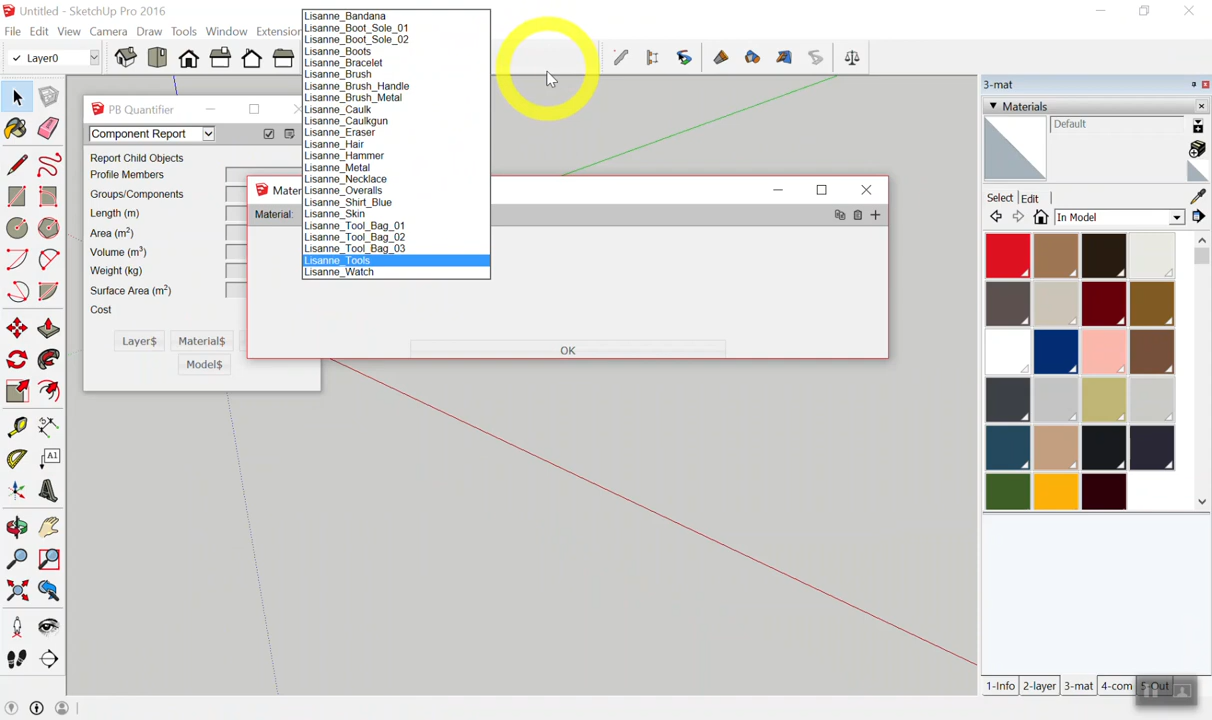 Untitled - SketchUp Pro 2016
File Edit View Camera Draw Tools Window Extension
Layer0
Lisanne_Bandana
Lisanne_Boot_Sole_01
Lisanne_Boot_Sole_02
Lisanne_Boots
Lisanne_Bracelet
Lisanne_Brush
Lisanne_Brush_Handle
Lisanne_Brush_Metal
Lisanne_Caulk
Lisanne_Caulkgun
Lisanne_Eraser
Lisanne_Hair
Lisanne_Hammer
Lisanne_Metal
Lisanne_Necklace
Lisanne_Overalls
Lisanne_Shirt_Blue
Lisanne_Skin
Lisanne_Tool_Bag_01
Lisanne_Tool_Bag_02
Lisanne_Tool_Bag_03
Lisanne_Tools
Lisanne_Watch
PB Quantifier
Component Report
Report Child Objects
Profile Members
Groups/Components
Length (m)
Area (m²)
Volume (m³)
Weight (kg)
Surface Area (m²)
Cost
Layer$ Material$
Model$
Mater
Material:
OK
A1
3-mat
Materials
Default
Select Edit
In Model
1-Info 2-layer 3-mat 4-com 5-Out